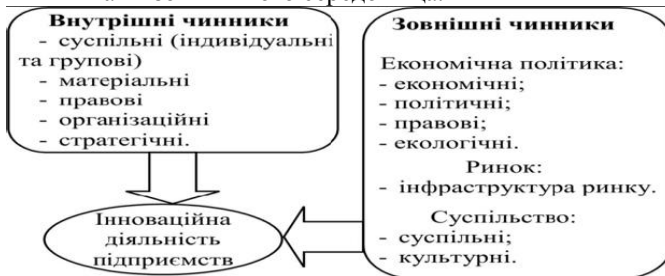 Внутрішні чинники
- суспільні (індивідуальні
та групові)
- матеріальні
- правові
- організаційні
- стратегічні.
Інноваційна
діяльність
підприємств
Зовнішні чинники
Економічна політика:
- економічні;
- політичні;
- правові;
- екологічні.
Ринок:
- інфраструктура ринку.
Суспільство:
- суспільні;
- культурні.